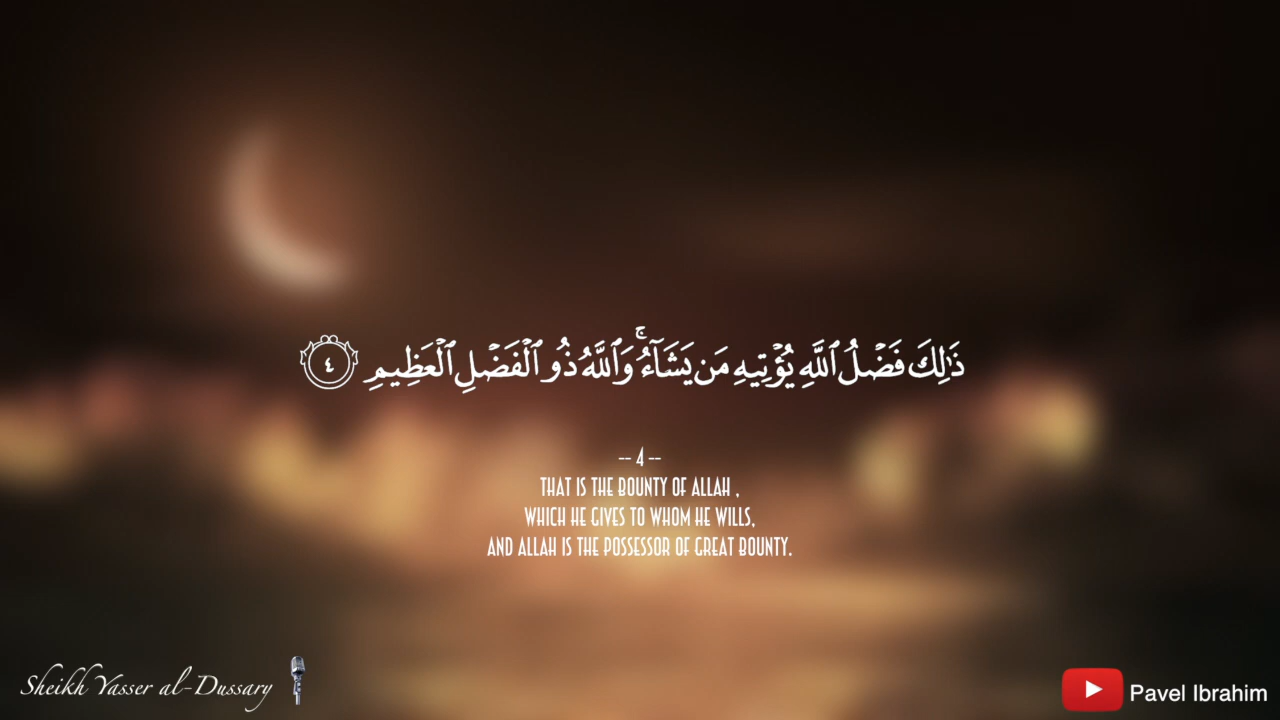 ذَٰلِكَ فَضۡلُ ٱللَّهِ يُؤۡتِيهِ مَن يَشَآءُۚ وَٱللَّهُ ذُو ٱلۡفَضۡلِ ٱلۡعَظِيمِ ٤
-- 4 --
THAT IS THE BOUNTY OF ALLAH ,
WHICH HE GIVES TO WHOM HE WILLS,
AND ALLAH IS THE POSSESSOR OF GREAT BOUNTY.
Sheikh Yasser al-Dussary
Pavel Ibrahim